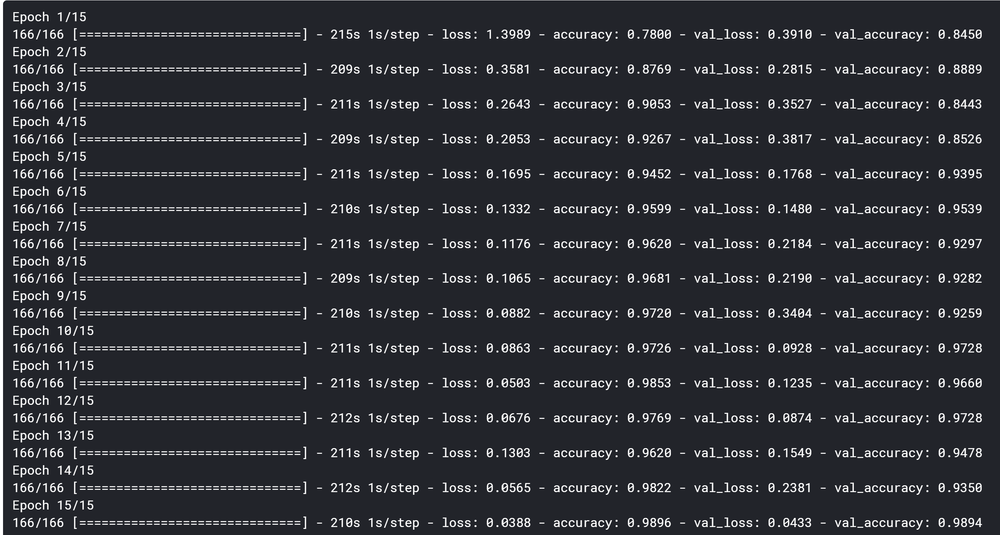 Epoch 1/15
166/166 [==============================] - 215s 1s/step - loss: 1.3989 - accuracy: 0.7800 - val_loss: 0.3910 - val_accuracy: 0.8450
Epoch 2/15
166/166 [==============================] - 209s 1s/step - loss: 0.3581 - accuracy: 0.8769 - val_loss: 0.2815 - val_accuracy: 0.8889
Epoch 3/15
166/166 [==============================] - 211s 1s/step - loss: 0.2643 - accuracy: 0.9053 - val_loss: 0.3527 - val_accuracy: 0.8443
Epoch 4/15
166/166 [==============================] - 209s 1s/step - loss: 0.2053 - accuracy: 0.9267 - val_loss: 0.3817 - val_accuracy: 0.8526
Epoch 5/15
166/166 [==============================] - 211s 1s/step - loss: 0.1695 - accuracy: 0.9452 - val_loss: 0.1768 - val_accuracy: 0.9395
Epoch 6/15
166/166 [==============================] - 210s 1s/step - loss: 0.1332 - accuracy: 0.9599 - val_loss: 0.1480 - val_accuracy: 0.9539
Epoch 7/15
166/166 [==============================] - 211s 1s/step - loss: 0.1176 - accuracy: 0.9620 - val_loss: 0.2184 - val_accuracy: 0.9297
Epoch 8/15
166/166 [==============================] - 209s 1s/step - loss: 0.1065 - accuracy: 0.9681 - val_loss: 0.2190 - val_accuracy: 0.9282
Epoch 9/15
166/166 [==============================] - 210s 1s/step - loss: 0.0882 - accuracy: 0.9720 - val_loss: 0.3404 - val_accuracy: 0.9259
Epoch 10/15
166/166 [==============================] - 211s 1s/step - loss: 0.0863 - accuracy: 0.9726 - val_loss: 0.0928 - val_accuracy: 0.9728
Epoch 11/15
166/166 [==============================] - 211s 1s/step - loss: 0.0503 - accuracy: 0.9853 - val_loss: 0.1235 - val_accuracy: 0.9660
Epoch 12/15
166/166 [==============================] - 212s 1s/step - loss: 0.0676 - accuracy: 0.9769 - val_loss: 0.0874 - val_accuracy: 0.9728
Epoch 13/15
166/166 [==============================] - 211s 1s/step - loss: 0.1303 - accuracy: 0.9620 - val_loss: 0.1549 - val_accuracy: 0.9478
Epoch 14/15
166/166 [==============================] - 212s 1s/step - loss: 0.0565 - accuracy: 0.9822 - val_loss: 0.2381 - val_accuracy: 0.9350
Epoch 15/15
166/166 [==============================] - 210s 1s/step - loss: 0.0388 - accuracy: 0.9896 - val_loss: 0.0433 - val_accuracy: 0.9894